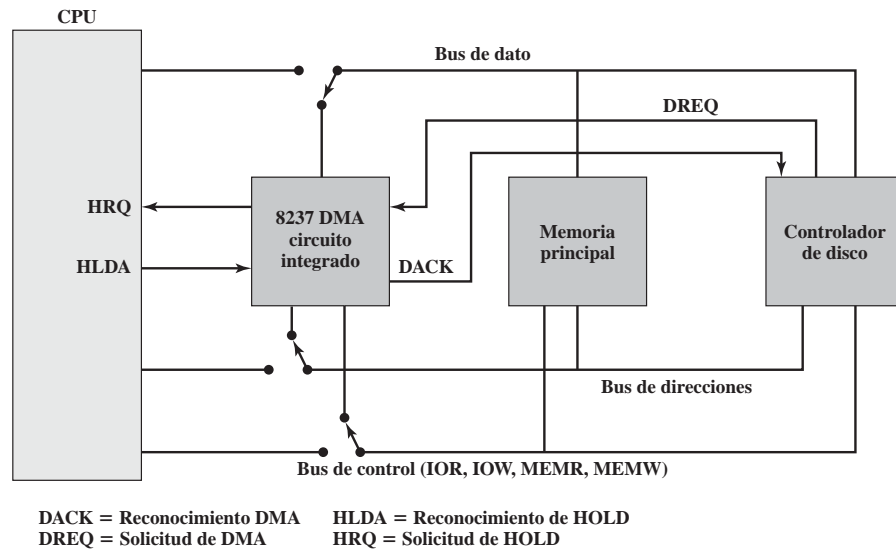 CPU
Bus de dato
DREQ
HRQ
8237 DMA
circuito
integrado
Memoria
principal
Controlador
de disco
HLDA
DACK
Bus de direcciones
Bus de control (IOR, IOW, MEMR, MEMW)
DACK = Reconocimiento DMA HLDA = Reconocimiento de HOLD
DREQ = Solicitud de DMA HRQ = Solicitud de HOLD